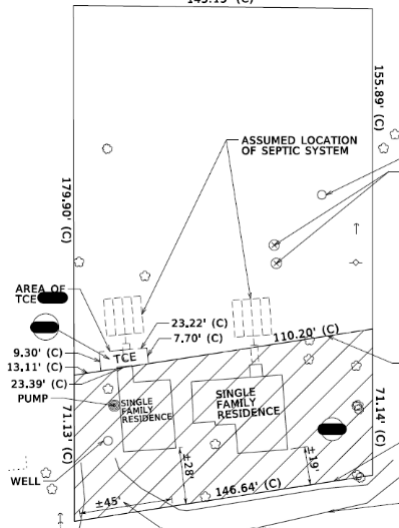 155.89' (C)
ASSUMED LOCATION
OF SEPTIC SYSTEM
179.90' (C)
AREA OF
TCE
23.22' (C)
7.70' (C)
110.20' (C)
9.30' (C)
TCE
13.11' (C)
23.39' (C)
PUMP
SINGLE
FAMILY
RESIDENCE
SINGLE
FAMILY
RESIDENCE
71.13' (C)
71.14' (C)
±28'
±19'
WELL
146.64' (C)
±45'